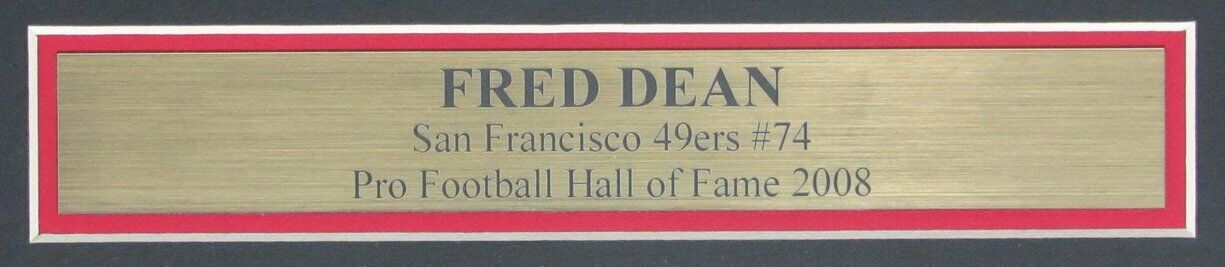 FRED DEAN
San Francisco 49ers #74
Pro Football Hall of Fame 2008